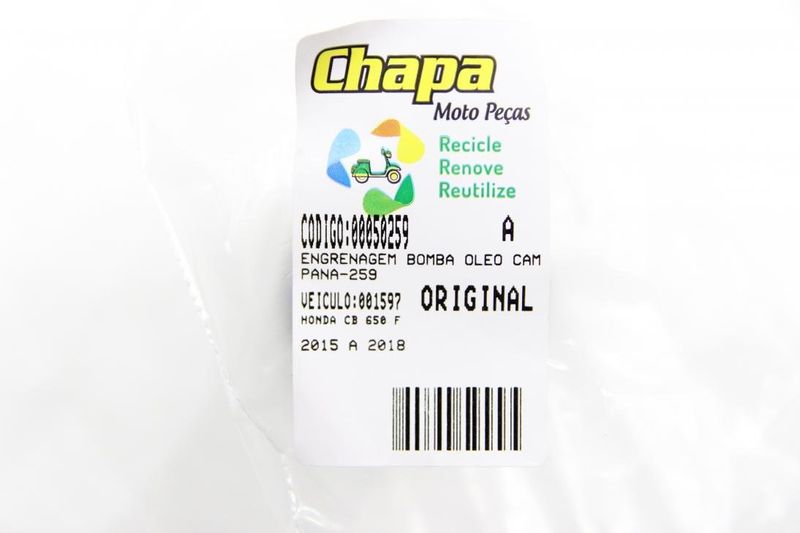 Chapa
Moto Peças
Recicle
Renove
Reutilize
CODIGO:00050259 A
ENGRENAGEM BOMBA OLEO CAM
PANA-259
VEICULO:001597 ORIGINAL
HONDA CB 650 F
2015 A 2018